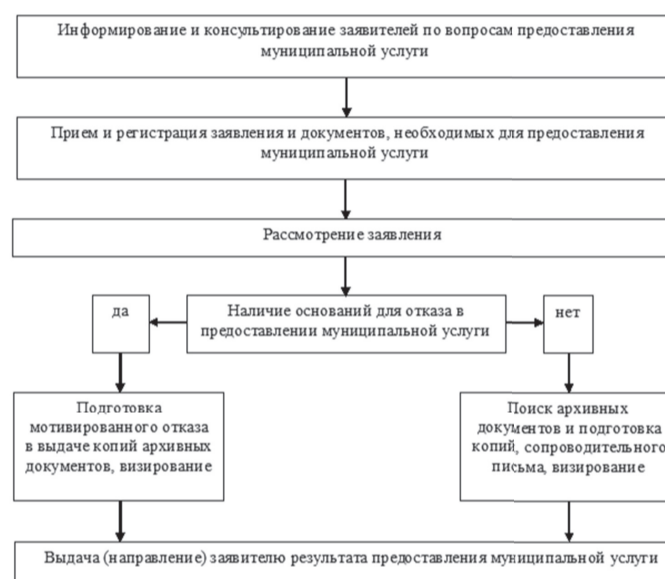 Информирование и консультирование заявителей по вопросам предоставления
муниципальной услуги
Прием и регистрация заявления и документов, необходимых для предоставления
муниципальной услуги
Рассмотрение заявления
да
Наличие оснований для отказа в
предоставлении муниципальной услуги
нет
Подготовка
мотивированного отказа
в выдаче копий архивных
документов, визирование
Поиск архивных
документов и подготовка
копий, сопроводительного
письма, визирование
Выдача (направление) заявителю результата предоставления муниципальной услуги